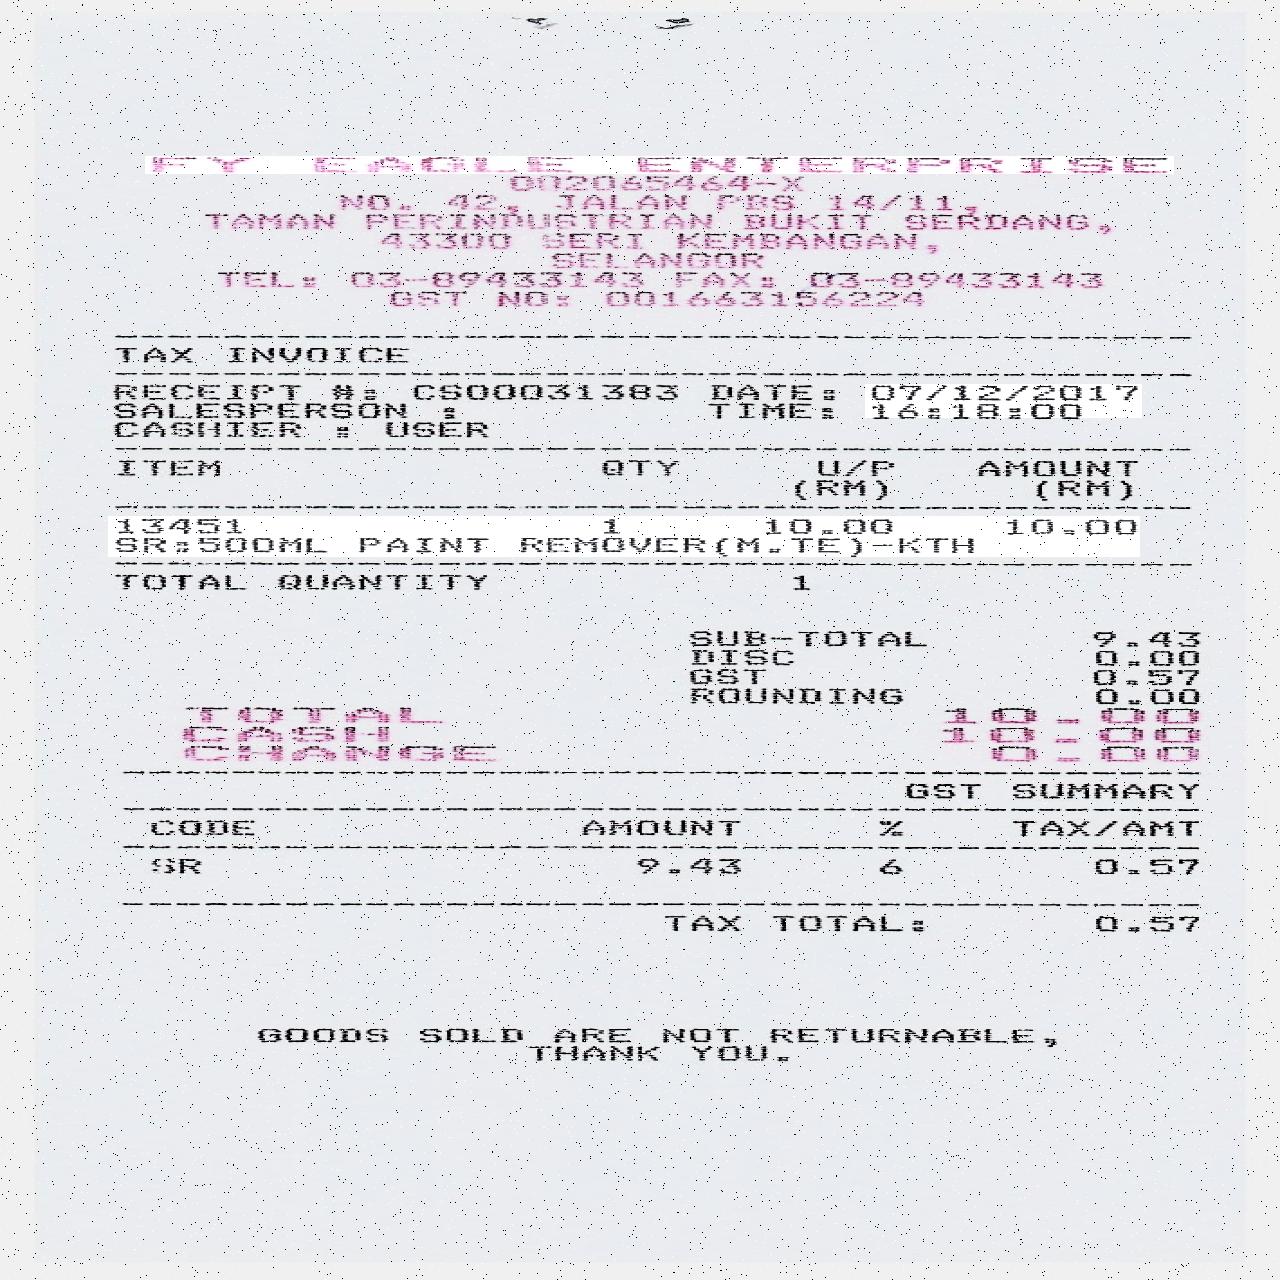 FY EAGLE ENTERPRISE
002065464-X
NO. 42, JALAN PBS 14/11,
TAMAN PERINDUSTRIAN BUKIT SERDANG,
43300 SERI KEMBANGAN,
SELANGOR
TEL: 03-89433143 FAX: 03-89433143
GST NO: 001663156224
TAX INVOICE
RECEIPT #: CS00031383 DATE: 07/12/2017
SALESPERSON : TIME: 16:18:00
CASHIER : USER
ITEM QTY U/P AMOUNT
(RM) (RM)
13451 1 10.00 10.00
SR:500ML PAINT REMOVER(M.TE)-KTH
TOTAL QUANTITY 1
SUB-TOTAL 9.43
DISC 0.00
GST 0.57
ROUNDING 0.00
TOTAL 10.00
CASH 10.00
CHANGE 0.00
GST SUMMARY
CODE AMOUNT % TAX/AMT
SR 9.43 6 0.57
TAX TOTAL: 0.57
GOODS SOLD ARE NOT RETURNABLE,
THANK YOU.